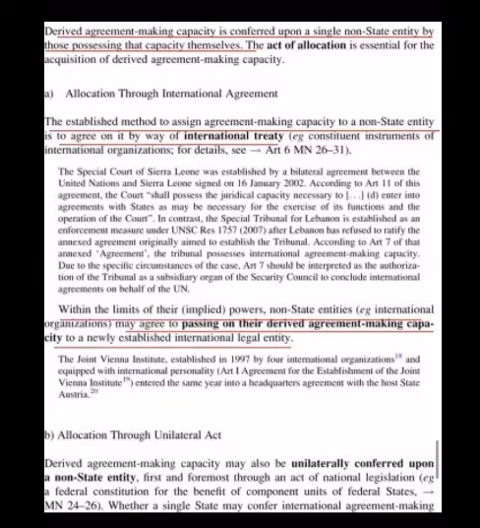 Derived agreement-making capacity is conferred upon a single non-State entity by
those possessing that capacity themselves. The act of allocation is essential for the
acquisition of derived agreement-making capacity.
a) Allocation Through International Agreement
The established method to assign agreement-making capacity to a non-State entity
is to agree on it by way of international treaty (eg constituent instruments of
international organizations; for details, see → Art 6 MN 26–31).
The Special Court of Sierra Leone was established by a bilateral agreement between the
United Nations and Sierra Leone signed on 16 January 2002. According to Art 11 of this
agreement, the Court "shall possess the juridical capacity necessary to [. . .] (d) enter into
agreements with States as may be necessary for the exercise of its functions and the
operation of the Court". In contrast, the Special Tribunal for Lebanon is established as an
enforcement measure under UNSC Res 1757 (2007) after Lebanon has refused to ratify the
annexed agreement originally aimed to establish the Tribunal. According to Art 7 of that
annexed 'Agreement', the tribunal possesses international agreement-making capacity.
Due to the specific circumstances of the case, Art 7 should be interpreted as the authoriza-
tion of the Tribunal as a subsidiary organ of the Security Council to conclude international
agreements on behalf of the UN.
Within the limits of their (implied) powers, non-State entities (eg international
organizations) may agree to passing on their derived agreement-making capa-
city to a newly established international legal entity.
The Joint Vienna Institute, established in 1997 by four international organizations18 and
equipped with international personality (Art I Agreement for the Establishment of the Joint
Vienna Institute19) entered the same year into a headquarters agreement with the host State
Austria.20
b) Allocation Through Unilateral Act
Derived agreement-making capacity may also be unilaterally conferred upon
a non-State entity, first and foremost through an act of national legislation (eg
a federal constitution for the benefit of component units of federal States, →
MN 24–26). Whether a single State may confer international agreement-making